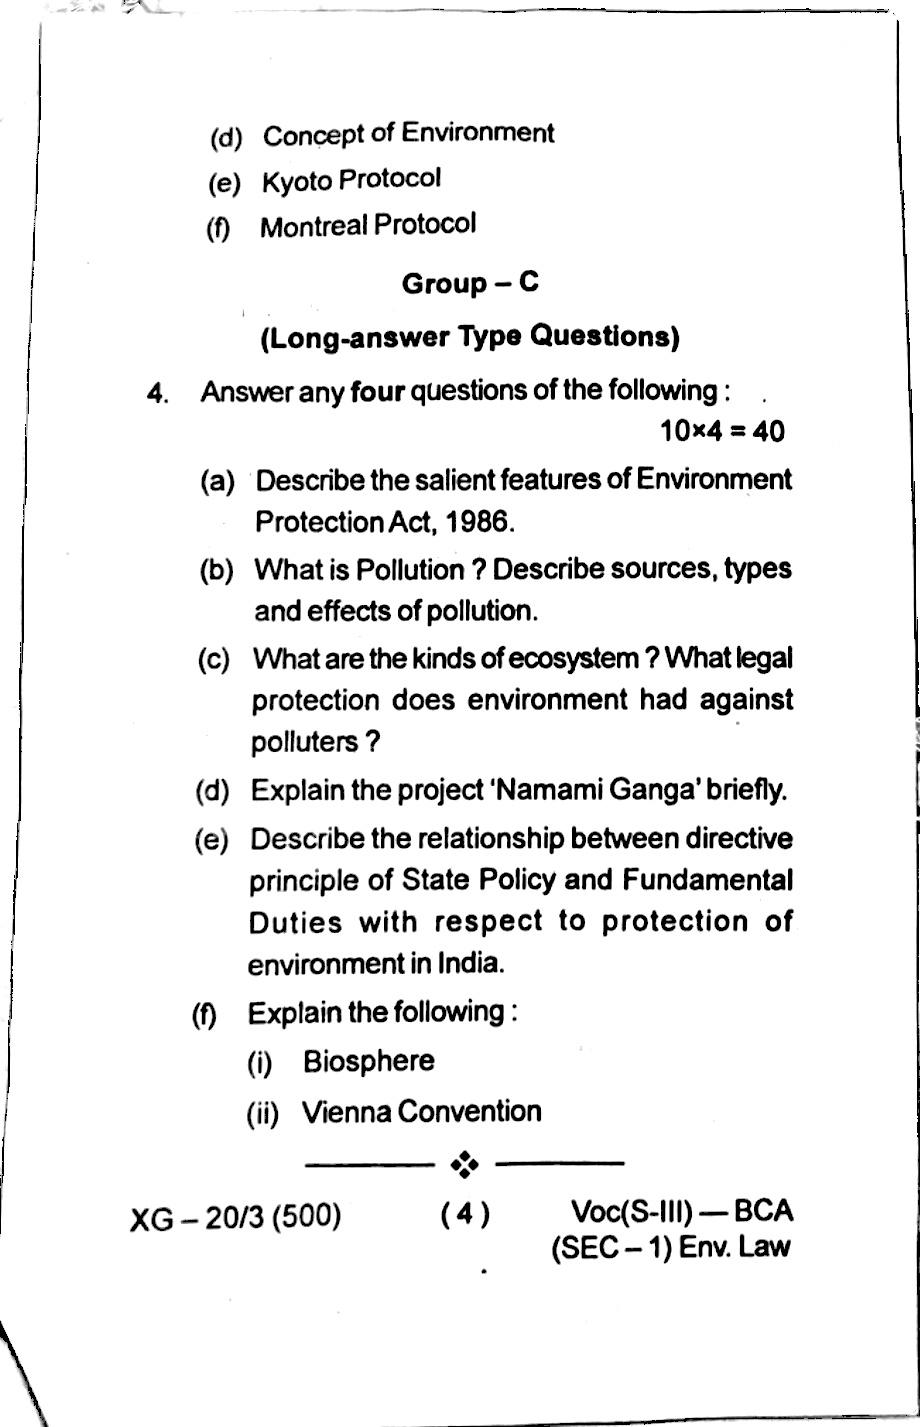 (d) Concept of Environment
(e) Kyoto Protocol
(f) Montreal Protocol
Group – C
(Long-answer Type Questions)
4. Answer any four questions of the following :
10×4 = 40
(a) Describe the salient features of Environment
Protection Act, 1986.
(b) What is Pollution ? Describe sources, types
and effects of pollution.
(c) What are the kinds of ecosystem ? What legal
protection does environment had against
polluters ?
(d) Explain the project 'Namami Ganga' briefly.
(e) Describe the relationship between directive
principle of State Policy and Fundamental
Duties with respect to protection of
environment in India.
(f) Explain the following :
(i) Biosphere
(ii) Vienna Convention
XG – 20/3 (500) ( 4 ) Voc(S-III) — BCA
(SEC – 1) Env. Law